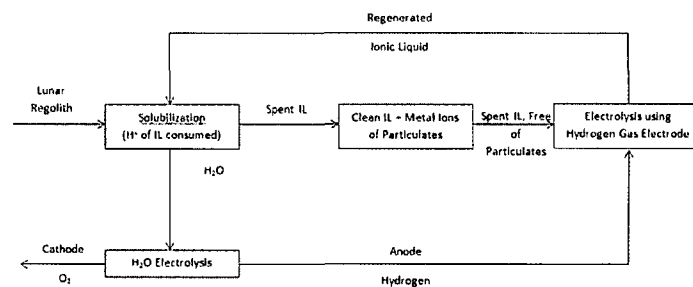 Regenerated
Ionic Liquid
Lunar
Regolith
Solubilization
(H⁺ of IL consumed)
Spent IL
Clean IL + Metal Ions
of Particulates
Spent IL, Free
of
Particulates
Electrolysis using
Hydrogen Gas Electrode
H₂O
Cathode
O₂
H₂O Electrolysis
Anode
Hydrogen